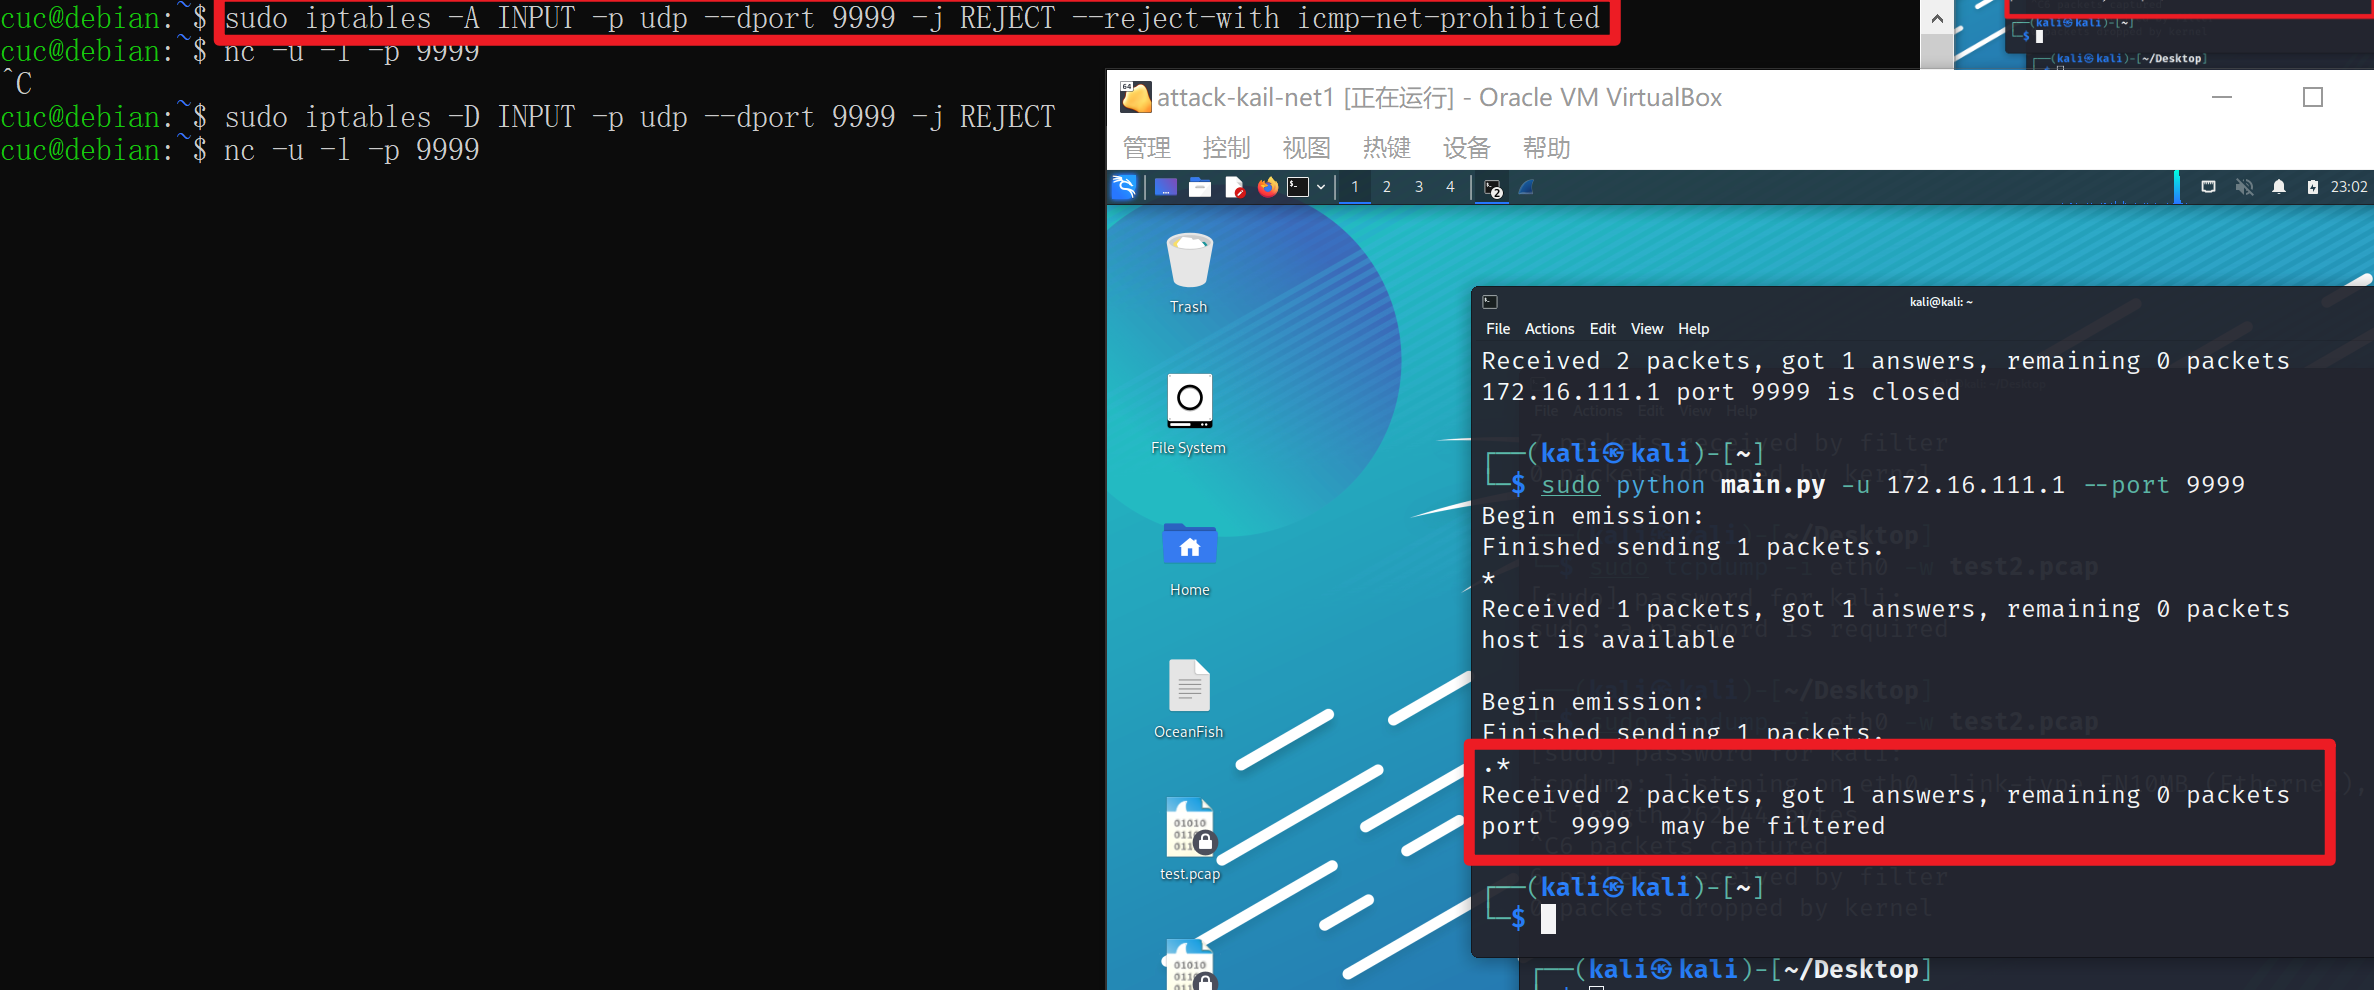 cuc@debian:~$ sudo iptables -A INPUT -p udp --dport 9999 -j REJECT --reject-with icmp-net-prohibited
cuc@debian:~$ nc -u -l -p 9999
^C
cuc@debian:~$ sudo iptables -D INPUT -p udp --dport 9999 -j REJECT
cuc@debian:~$ nc -u -l -p 9999
(kali㉿kali)-[~]
$
(kali㉿kali)-[~/Desktop]
attack-kail-net1 [正在运行] - Oracle VM VirtualBox
管理 控制 视图 热键 设备 帮助
1 2 3 4 2 23:02
Trash
File System
Home
OceanFish
test.pcap
kali@kali: ~
File Actions Edit View Help
Received 2 packets, got 1 answers, remaining 0 packets
172.16.111.1 port 9999 is closed
(kali㉿kali)-[~]
$ sudo python main.py -u 172.16.111.1 --port 9999
Begin emission:
Finished sending 1 packets.
*
Received 1 packets, got 1 answers, remaining 0 packets
host is available
Begin emission:
Finished sending 1 packets.
.*
Received 2 packets, got 1 answers, remaining 0 packets
port 9999 may be filtered
(kali㉿kali)-[~]
$
(kali㉿kali)-[~/Desktop]